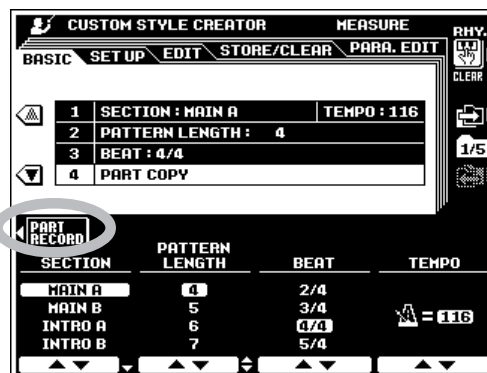 CUSTOM STYLE CREATOR MEASURE RHY.
BASIC SET UP EDIT STORE/CLEAR PARA. EDIT
CLEAR
1 SECTION : MAIN A TEMPO : 116
2 PATTERN LENGTH : 4
3 BEAT : 4/4
1/5
4 PART COPY
PART
RECORD
SECTION PATTERN LENGTH BEAT TEMPO
MAIN A 4 2/4
MAIN B 5 3/4
INTRO A 6 4/4 = 116
INTRO B 7 5/4